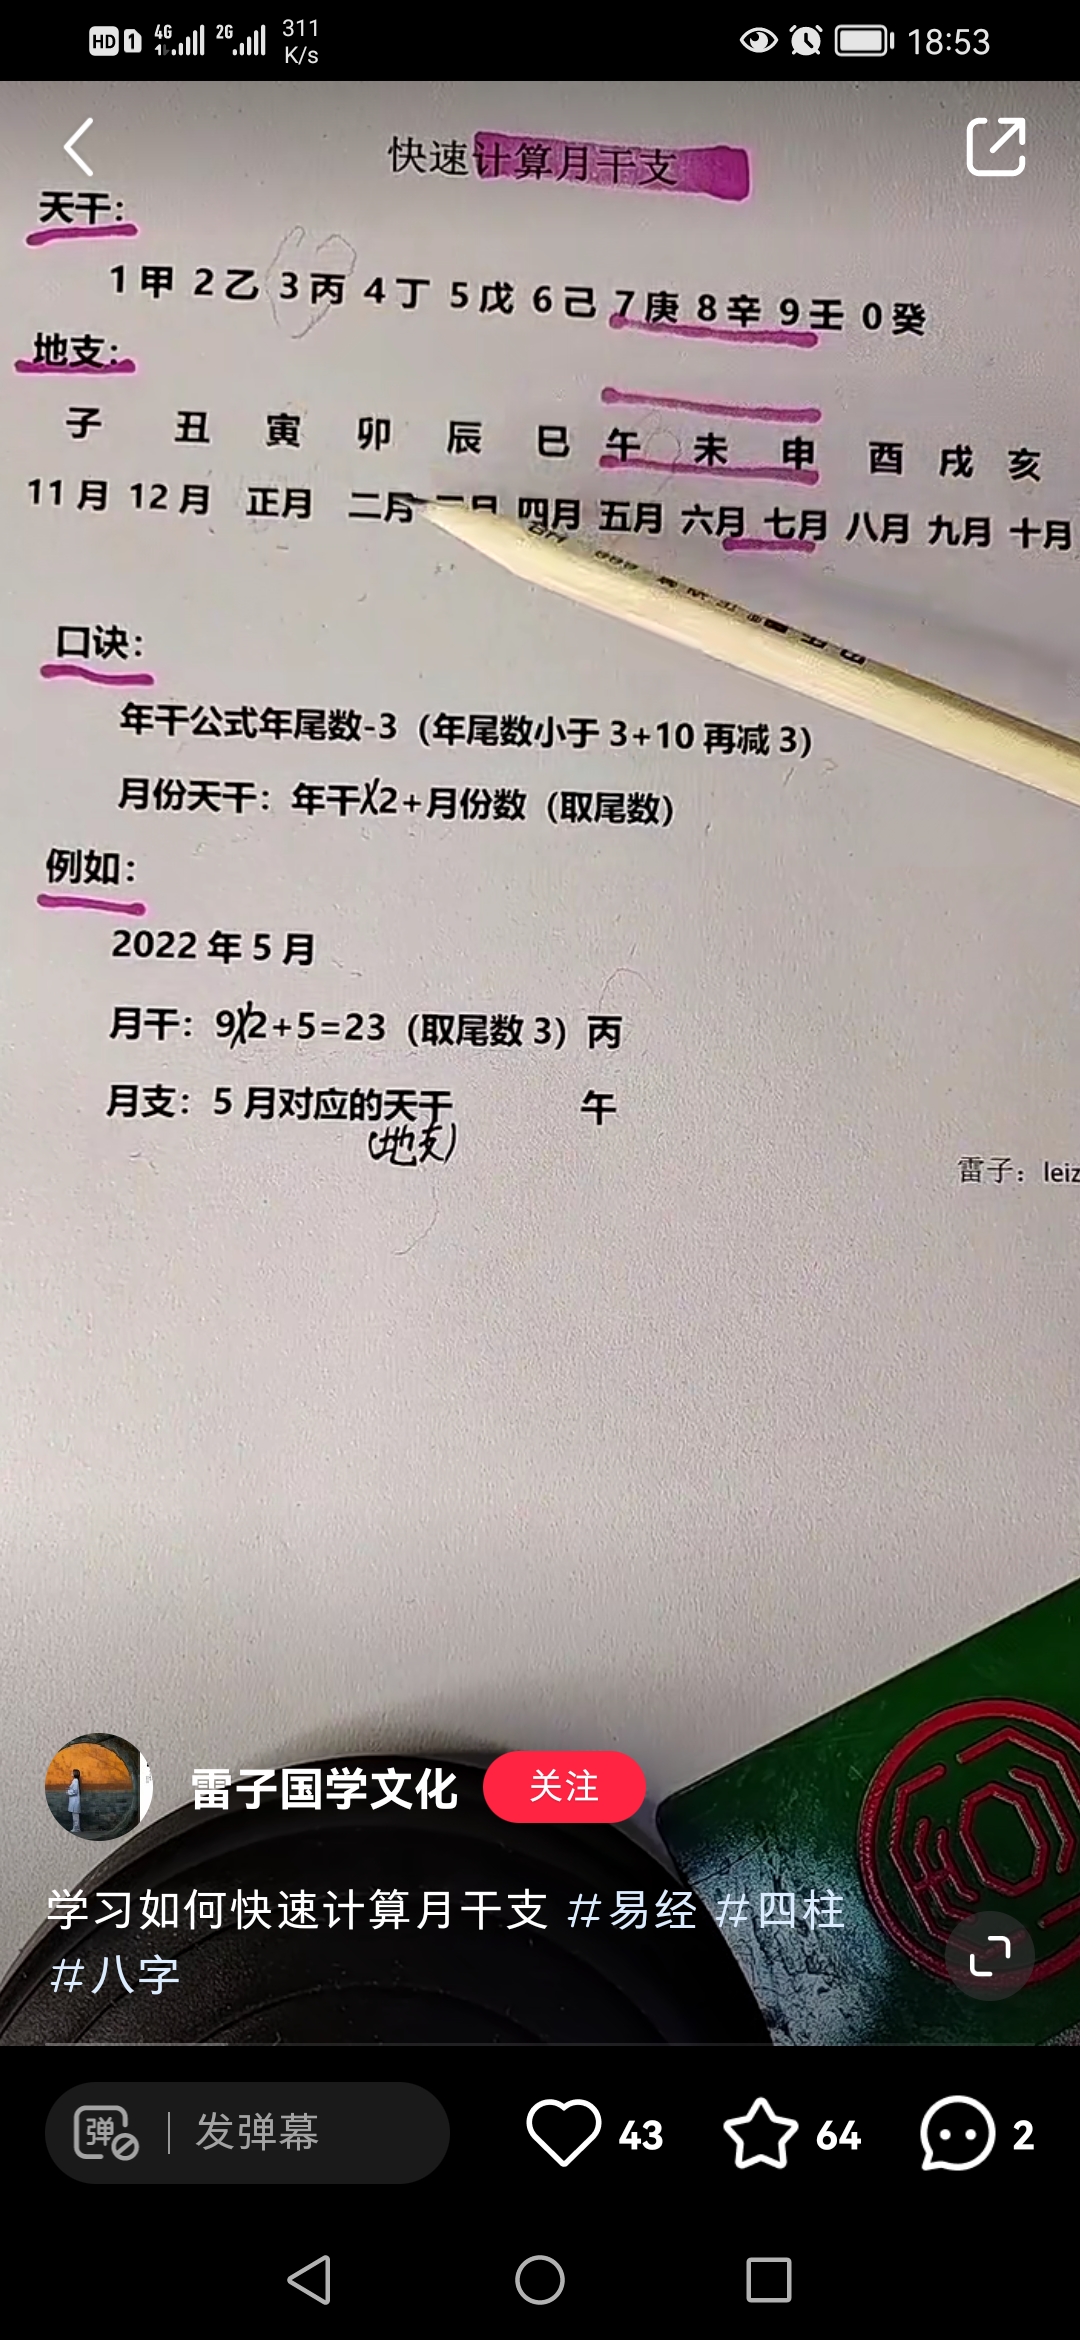 HD 1 4G 2G 311 K/s 18:53
快速计算月干支
天干：
1甲 2乙 3丙 4丁 5戊 6己 7庚 8辛 9壬 0癸
地支：
子 丑 寅 卯 辰 巳 午 未 申 酉 戌 亥
11月 12月 正月 二月 三月 四月 五月 六月 七月 八月 九月 十月
口诀：
年干公式年尾数-3（年尾数小于3+10再减3）
月份天干：年干X2+月份数（取尾数）
例如：
2022年5月
月干：9X2+5=23（取尾数3）丙
月支：5月对应的天干 午
(地支)
雷子：leiz
雷子国学文化 关注
学习如何快速计算月干支 #易经 #四柱
#八字
弹 发弹幕 43 64 2